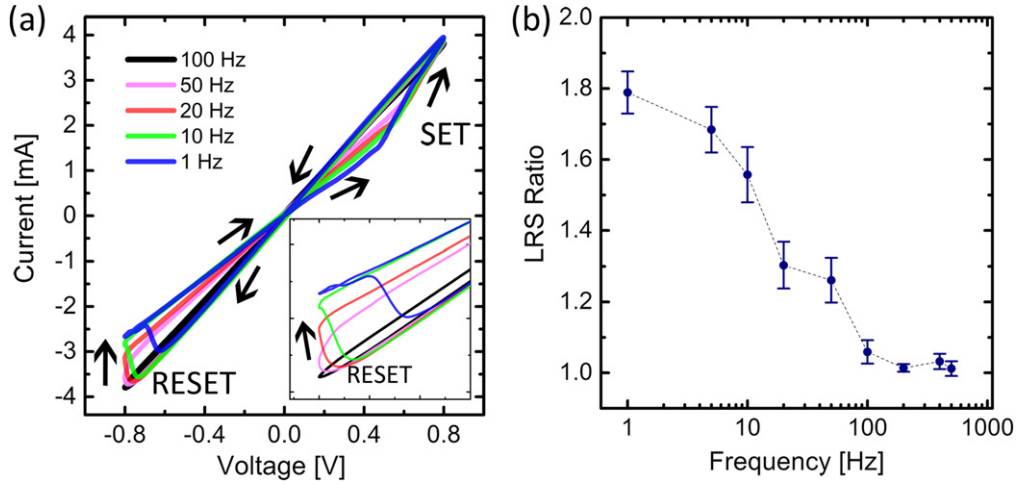 (a)
Current [mA]
4
3
2
1
0
-1
-2
-3
-4
100 Hz
50 Hz
20 Hz
10 Hz
1 Hz
SET
RESET
RESET
-0.8
-0.4
0.0
0.4
0.8
Voltage [V]
(b)
LRS Ratio
2.0
1.8
1.6
1.4
1.2
1.0
1
10
100
1000
Frequency [Hz]